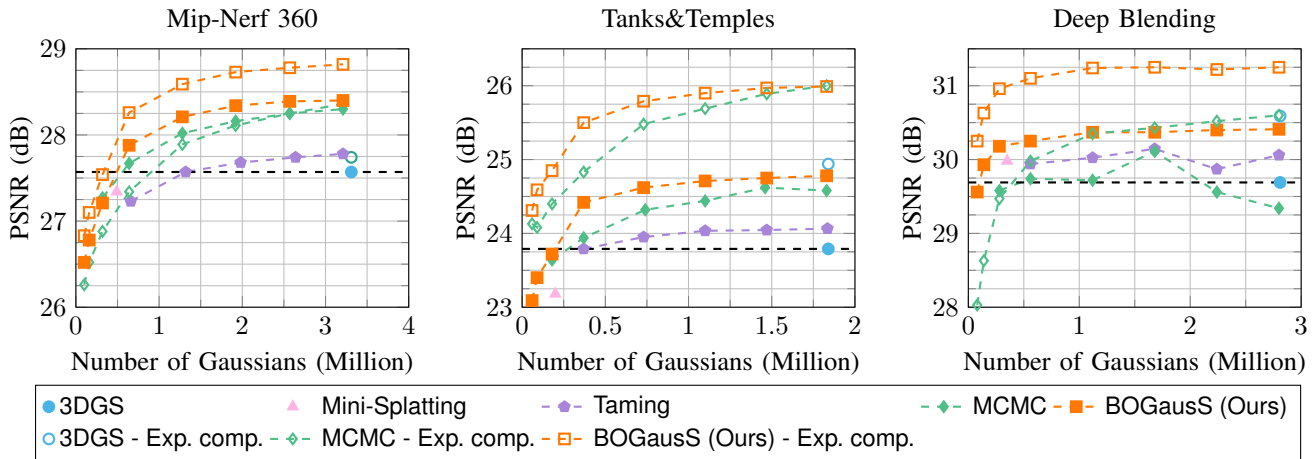 Mip-Nerf 360
29
28
27
26
PSNR (dB)
0 1 2 3 4
Number of Gaussians (Million)
Tanks&Temples
26
25
24
23
PSNR (dB)
0 0.5 1 1.5 2
Number of Gaussians (Million)
Deep Blending
31
30
29
28
PSNR (dB)
0 1 2 3
Number of Gaussians (Million)
3DGS Mini-Splatting Taming MCMC BOGausS (Ours)
3DGS - Exp. comp. MCMC - Exp. comp. BOGausS (Ours) - Exp. comp.